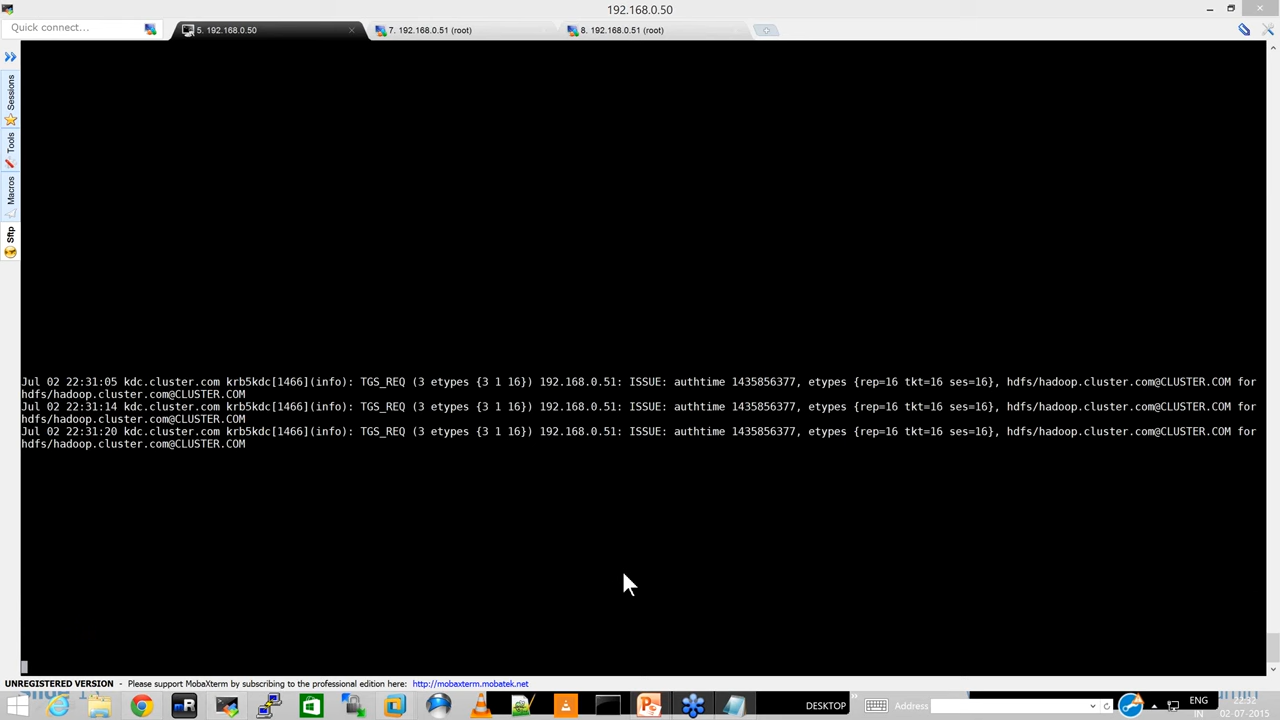 192.168.0.50
Quick connect...
5. 192.168.0.50
7. 192.168.0.51 (root)
8. 192.168.0.51 (root)
Sessions
Tools
Macros
Sftp
Jul 02 22:31:05 kdc.cluster.com krb5kdc[1466](info): TGS_REQ (3 etypes {3 1 16}) 192.168.0.51: ISSUE: authtime 1435856377, etypes {rep=16 tkt=16 ses=16}, hdfs/hadoop.cluster.com@CLUSTER.COM for
hdfs/hadoop.cluster.com@CLUSTER.COM
Jul 02 22:31:14 kdc.cluster.com krb5kdc[1466](info): TGS_REQ (3 etypes {3 1 16}) 192.168.0.51: ISSUE: authtime 1435856377, etypes {rep=16 tkt=16 ses=16}, hdfs/hadoop.cluster.com@CLUSTER.COM for
hdfs/hadoop.cluster.com@CLUSTER.COM
Jul 02 22:31:20 kdc.cluster.com krb5kdc[1466](info): TGS_REQ (3 etypes {3 1 16}) 192.168.0.51: ISSUE: authtime 1435856377, etypes {rep=16 tkt=16 ses=16}, hdfs/hadoop.cluster.com@CLUSTER.COM for
hdfs/hadoop.cluster.com@CLUSTER.COM
UNREGISTERED VERSION - Please support MobaXterm by subscribing to the professional edition here: http://mobaxterm.mobatek.net
DESKTOP
Address
ENG
IN
02-07-2015